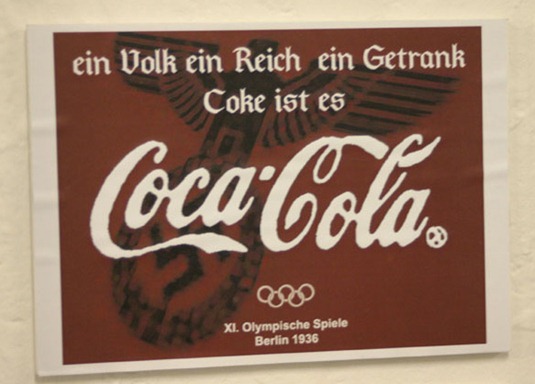 ein Volk ein Reich ein Getrank
Coke ist es
Coca-Cola
XI. Olympische Spiele
Berlin 1936